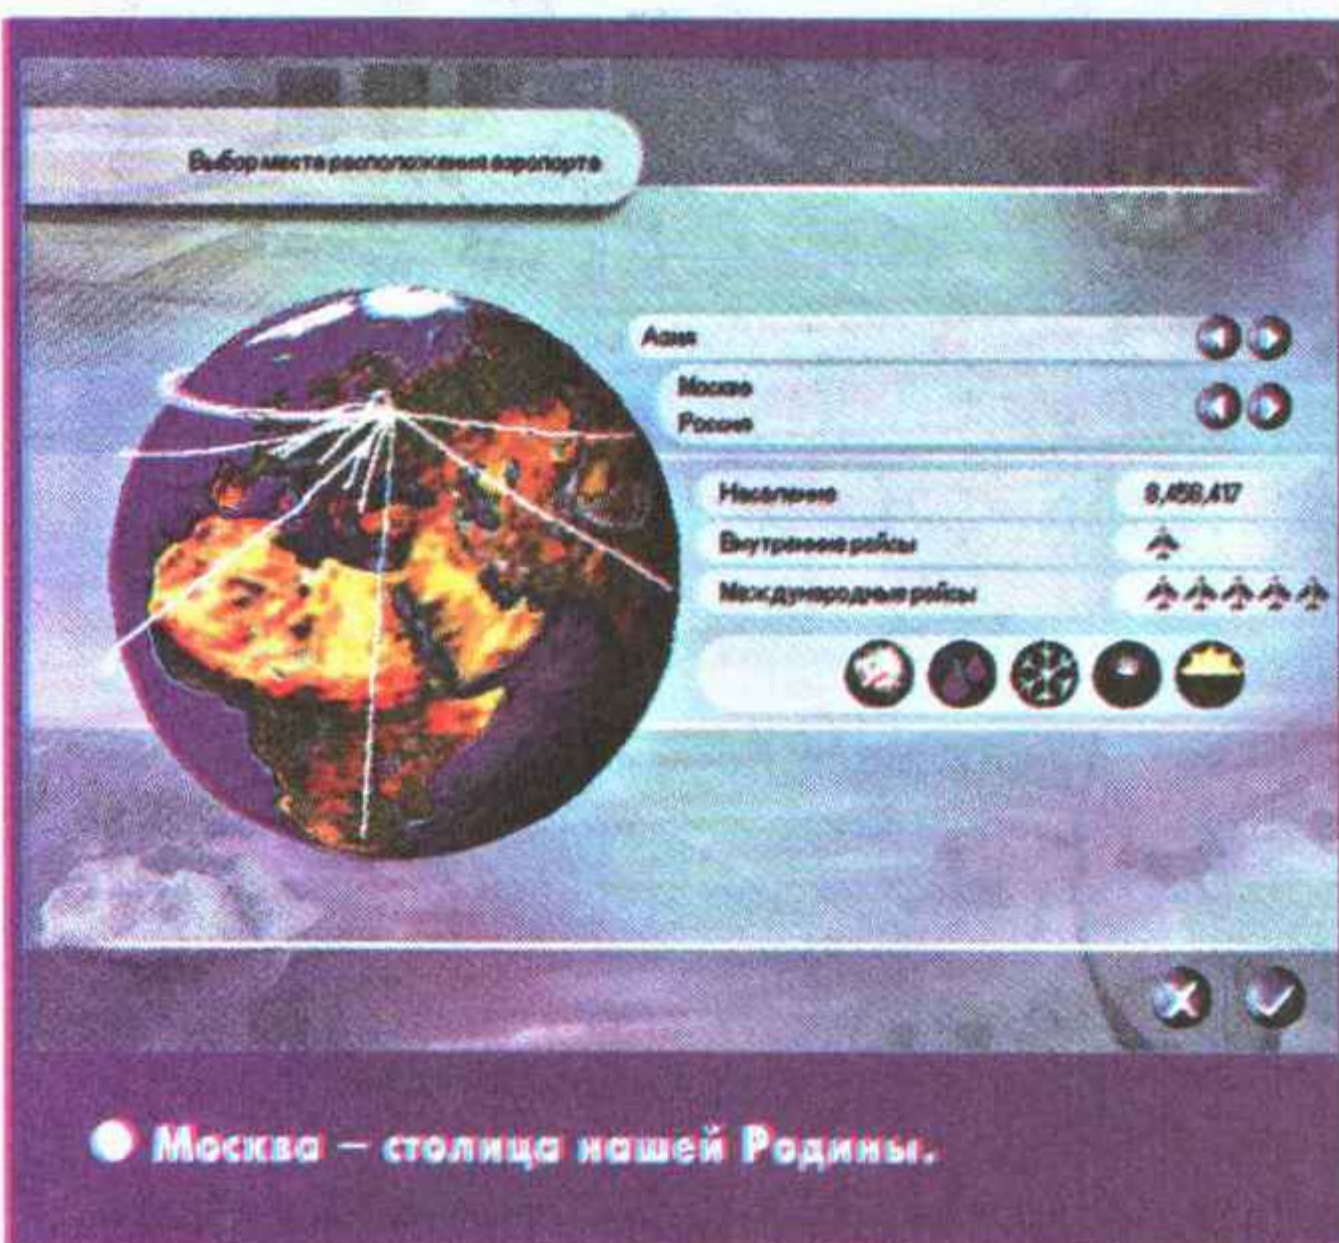 Выбор места расположения аэропорта
Азия
Москва
Россия
Население 8,458,417
Внутренние рейсы
Международные рейсы
Москва – столица нашей Родины.